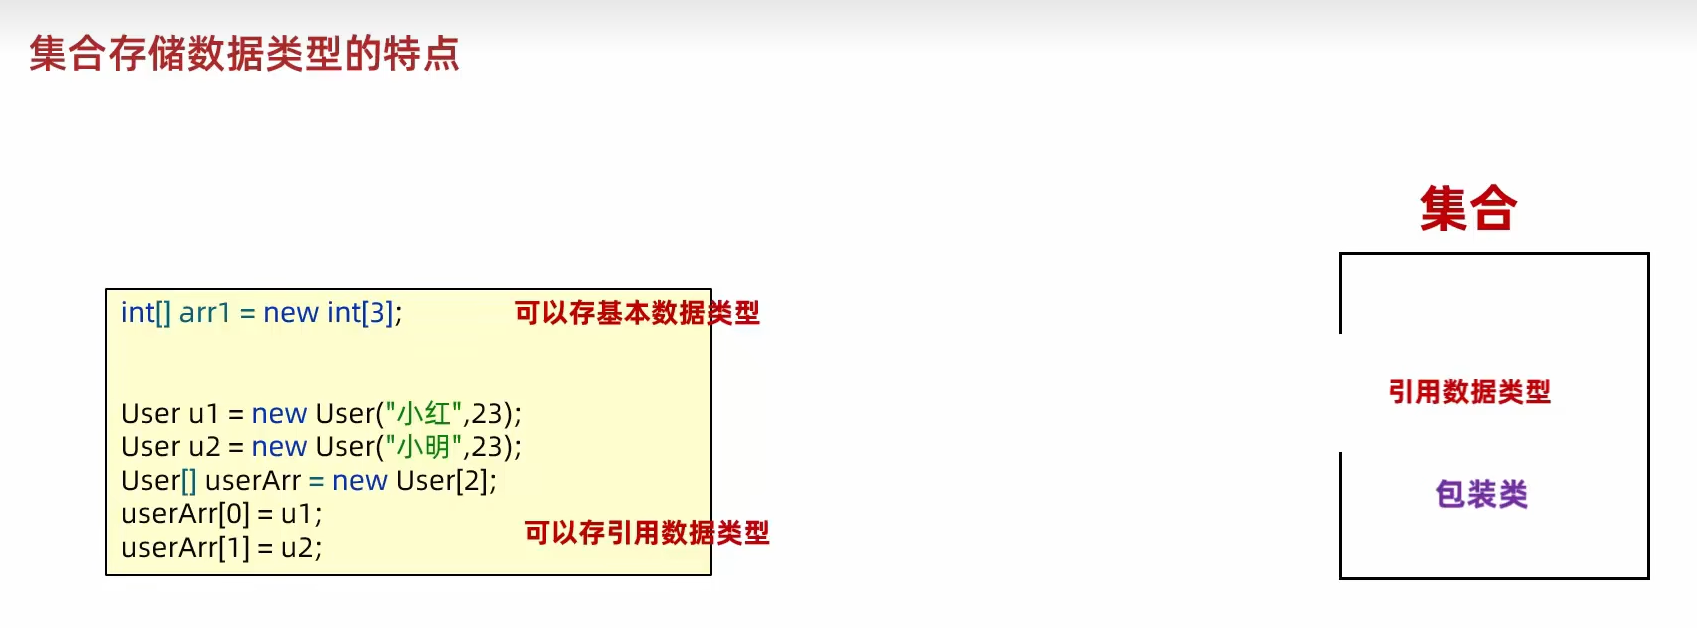 集合存储数据类型的特点
集合
int[] arr1 = new int[3];
可以存基本数据类型
User u1 = new User("小红",23);
User u2 = new User("小明",23);
User[] userArr = new User[2];
userArr[0] = u1;
userArr[1] = u2;
可以存引用数据类型
引用数据类型
包装类